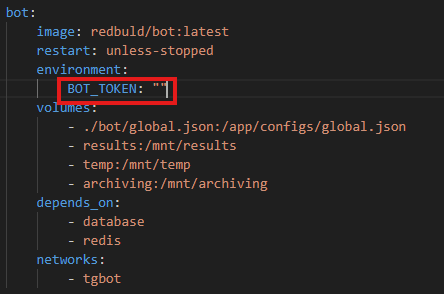 bot:
image: redbuld/bot:latest
restart: unless-stopped
environment:
BOT_TOKEN: ""
volumes:
- ./bot/global.json:/app/configs/global.json
- results:/mnt/results
- temp:/mnt/temp
- archiving:/mnt/archiving
depends_on:
- database
- redis
networks:
- tgbot